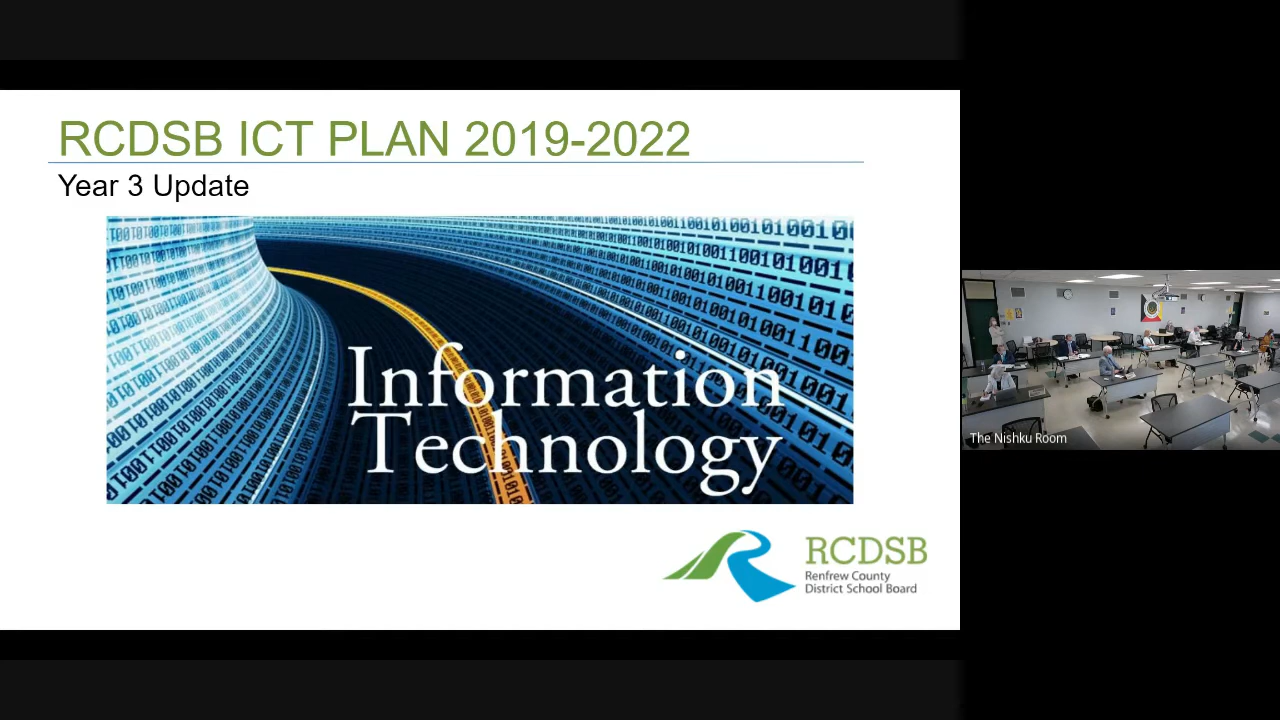 RCDSB ICT PLAN 2019-2022
Year 3 Update
Information
Technology
RCDSB
Renfrew County
District School Board
The Nishku Room